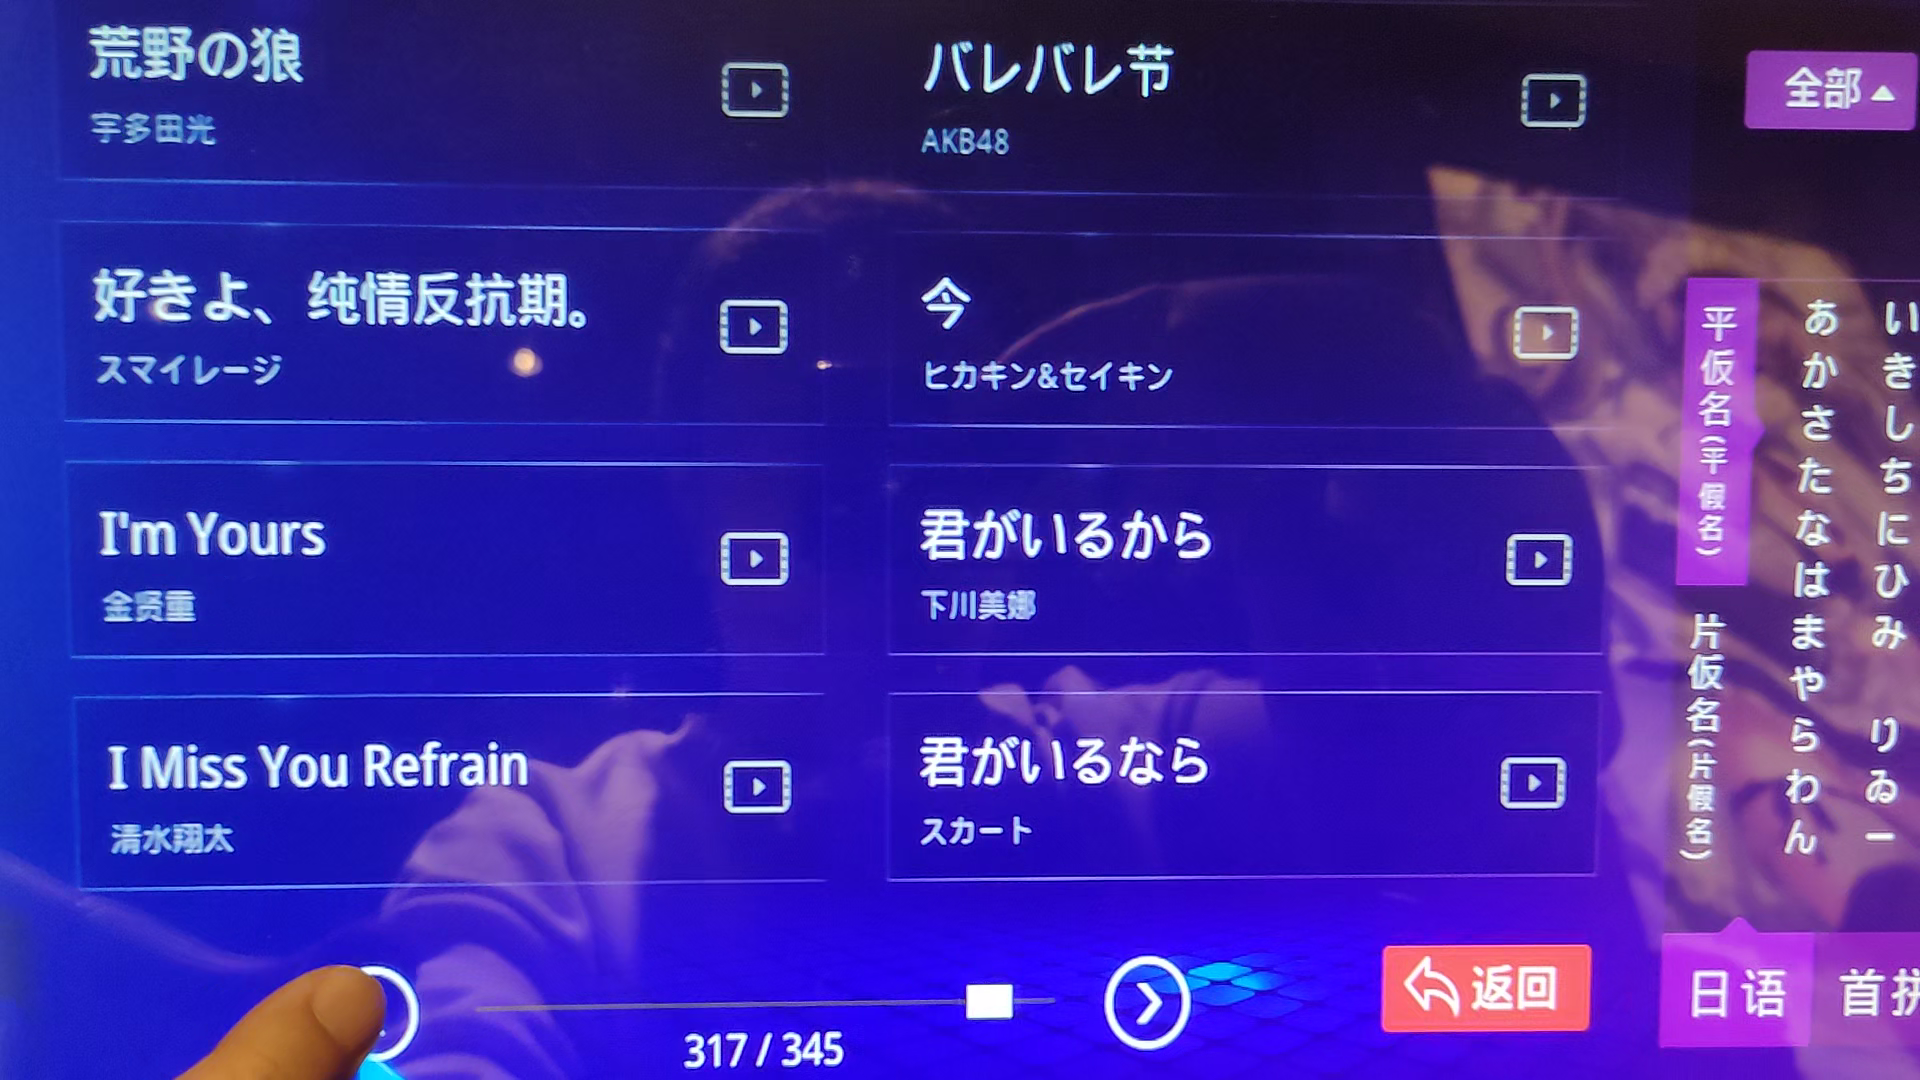 荒野の狼
宇多田光
バレバレ节
AKB48
全部
好きよ、纯情反抗期。
スマイレージ
今
ヒカキン&セイキン
I'm Yours
金贤重
君がいるから
下川美娜
I Miss You Refrain
清水翔太
君がいるなら
スカート
平仮名(平假名)
片仮名(片假名)
あかさたなはまやらわん
いきしちにひみ りゐー
317 / 345
返回
日语
首拼